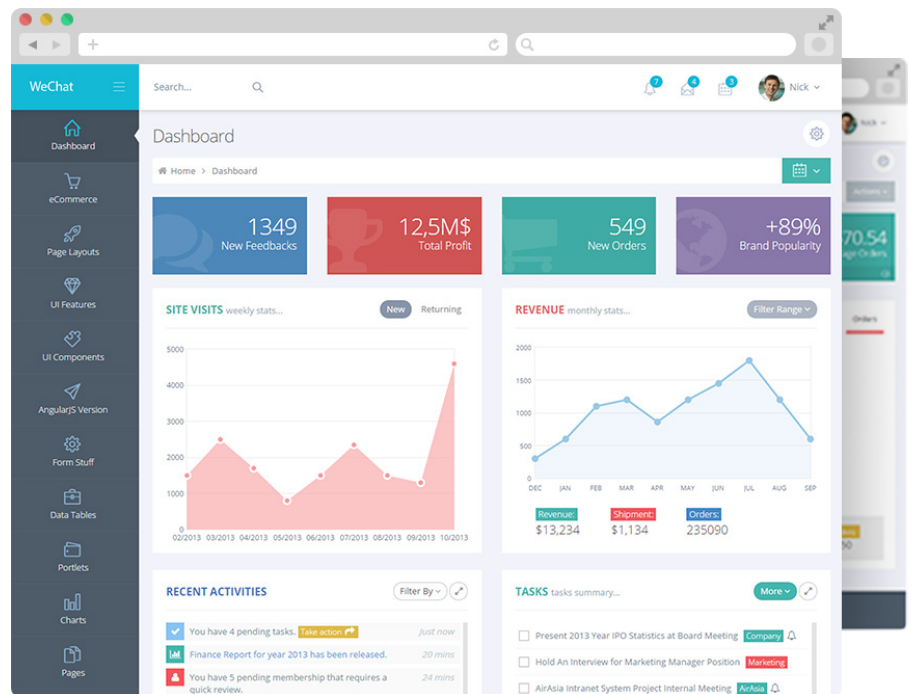 WeChat
Search...
7
4
3
Nick
Dashboard
Home > Dashboard
Dashboard
eCommerce
Page Layouts
UI Features
UI Components
AngularJS Version
Form Stuff
Data Tables
Portlets
Charts
Pages
1349
New Feedbacks
12,5M$
Total Profit
549
New Orders
+89%
Brand Popularity
SITE VISITS weekly stats...
New
Returning
5000
4000
3000
2000
1000
0
02/2013 03/2013 04/2013 05/2013 06/2013 07/2013 08/2013 09/2013 10/2013
REVENUE monthly stats...
Filter Range
2000
1500
1000
500
0
DEC JAN FEB MAR APR MAY JUN JUL AUG SEP
Revenue: Shipment: Orders:
$13,234 $1,134 235090
RECENT ACTIVITIES
Filter By
You have 4 pending tasks. Take action Just now
Finance Report for year 2013 has been released. 20 mins
You have 5 pending membership that requires a 24 mins
quick review.
TASKS tasks summary...
More
Present 2013 Year IPO Statistics at Board Meeting Company
Hold An Interview for Marketing Manager Position Marketing
AirAsia Intranet System Project Internal Meeting AirAsia
Nick
Actions
70.54
Orders